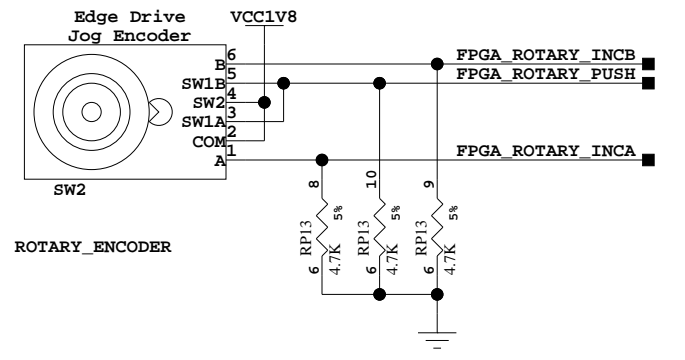 Edge Drive
Jog Encoder
VCC1V8
B 6 FPGA_ROTARY_INCB
SW1B 5 FPGA_ROTARY_PUSH
SW2 4
SW1A 3
COM 2
A 1 FPGA_ROTARY_INCA
SW2
8 10 9
5% 5% 5%
RP13 RP13 RP13
4.7K 4.7K 4.7K
6 6 6
ROTARY_ENCODER